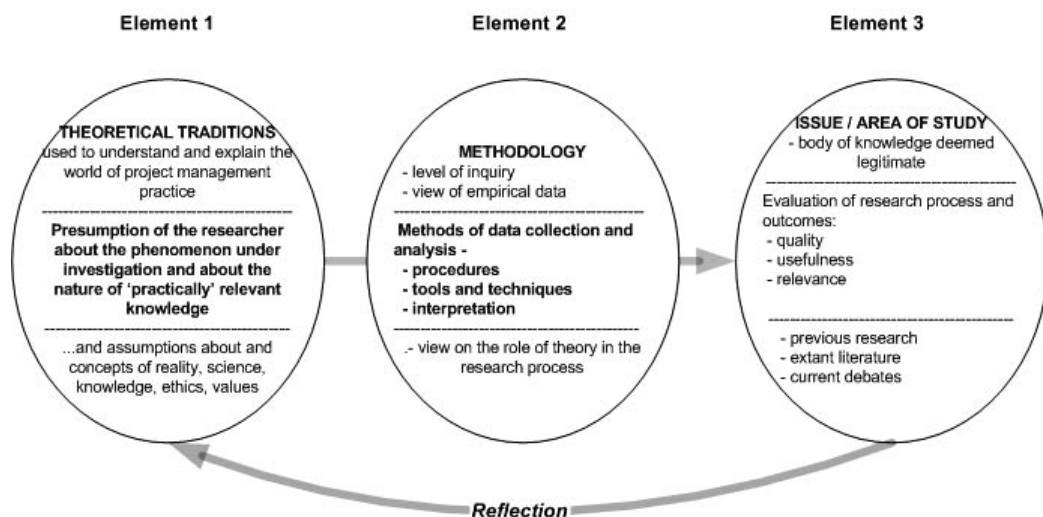 Element 1
Element 2
Element 3
THEORETICAL TRADITIONS
used to understand and explain the
world of project management
practice
Presumption of the researcher
about the phenomenon under
investigation and about the
nature of 'practically' relevant
knowledge
...and assumptions about and
concepts of reality, science,
knowledge, ethics, values
METHODOLOGY
- level of inquiry
- view of empirical data
Methods of data collection and
analysis -
- procedures
- tools and techniques
- interpretation
.- view on the role of theory in the
research process
ISSUE / AREA OF STUDY
- body of knowledge deemed
legitimate
Evaluation of research process and
outcomes:
- quality
- usefulness
- relevance
- previous research
- extant literature
- current debates
Reflection